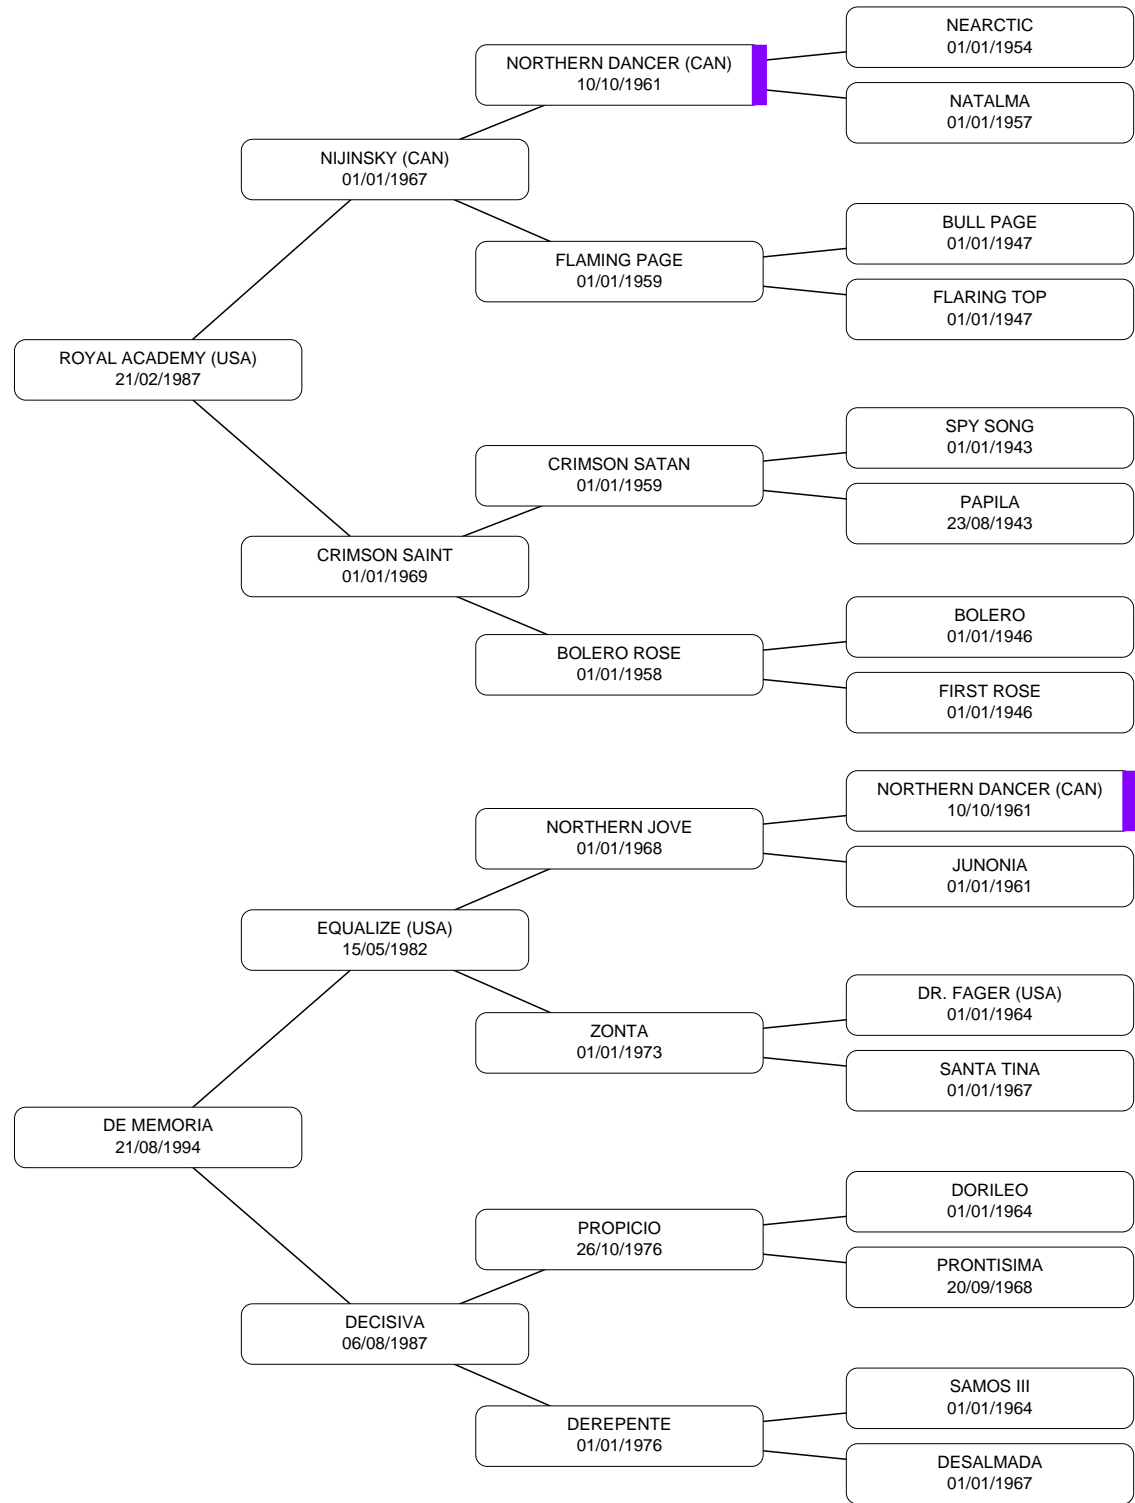 NEARCTIC
01/01/1954
NORTHERN DANCER (CAN)
10/10/1961
NATALMA
01/01/1957
NIJINSKY (CAN)
01/01/1967
BULL PAGE
01/01/1947
FLAMING PAGE
01/01/1959
FLARING TOP
01/01/1947
ROYAL ACADEMY (USA)
21/02/1987
SPY SONG
01/01/1943
CRIMSON SATAN
01/01/1959
PAPILA
23/08/1943
CRIMSON SAINT
01/01/1969
BOLERO
01/01/1946
BOLERO ROSE
01/01/1958
FIRST ROSE
01/01/1946
NORTHERN DANCER (CAN)
10/10/1961
NORTHERN JOVE
01/01/1968
JUNONIA
01/01/1961
EQUALIZE (USA)
15/05/1982
DR. FAGER (USA)
01/01/1964
ZONTA
01/01/1973
SANTA TINA
01/01/1967
DE MEMORIA
21/08/1994
DORILEO
01/01/1964
PROPICIO
26/10/1976
PRONTISIMA
20/09/1968
DECISIVA
06/08/1987
SAMOS III
01/01/1964
DEREPENTE
01/01/1976
DESALMADA
01/01/1967